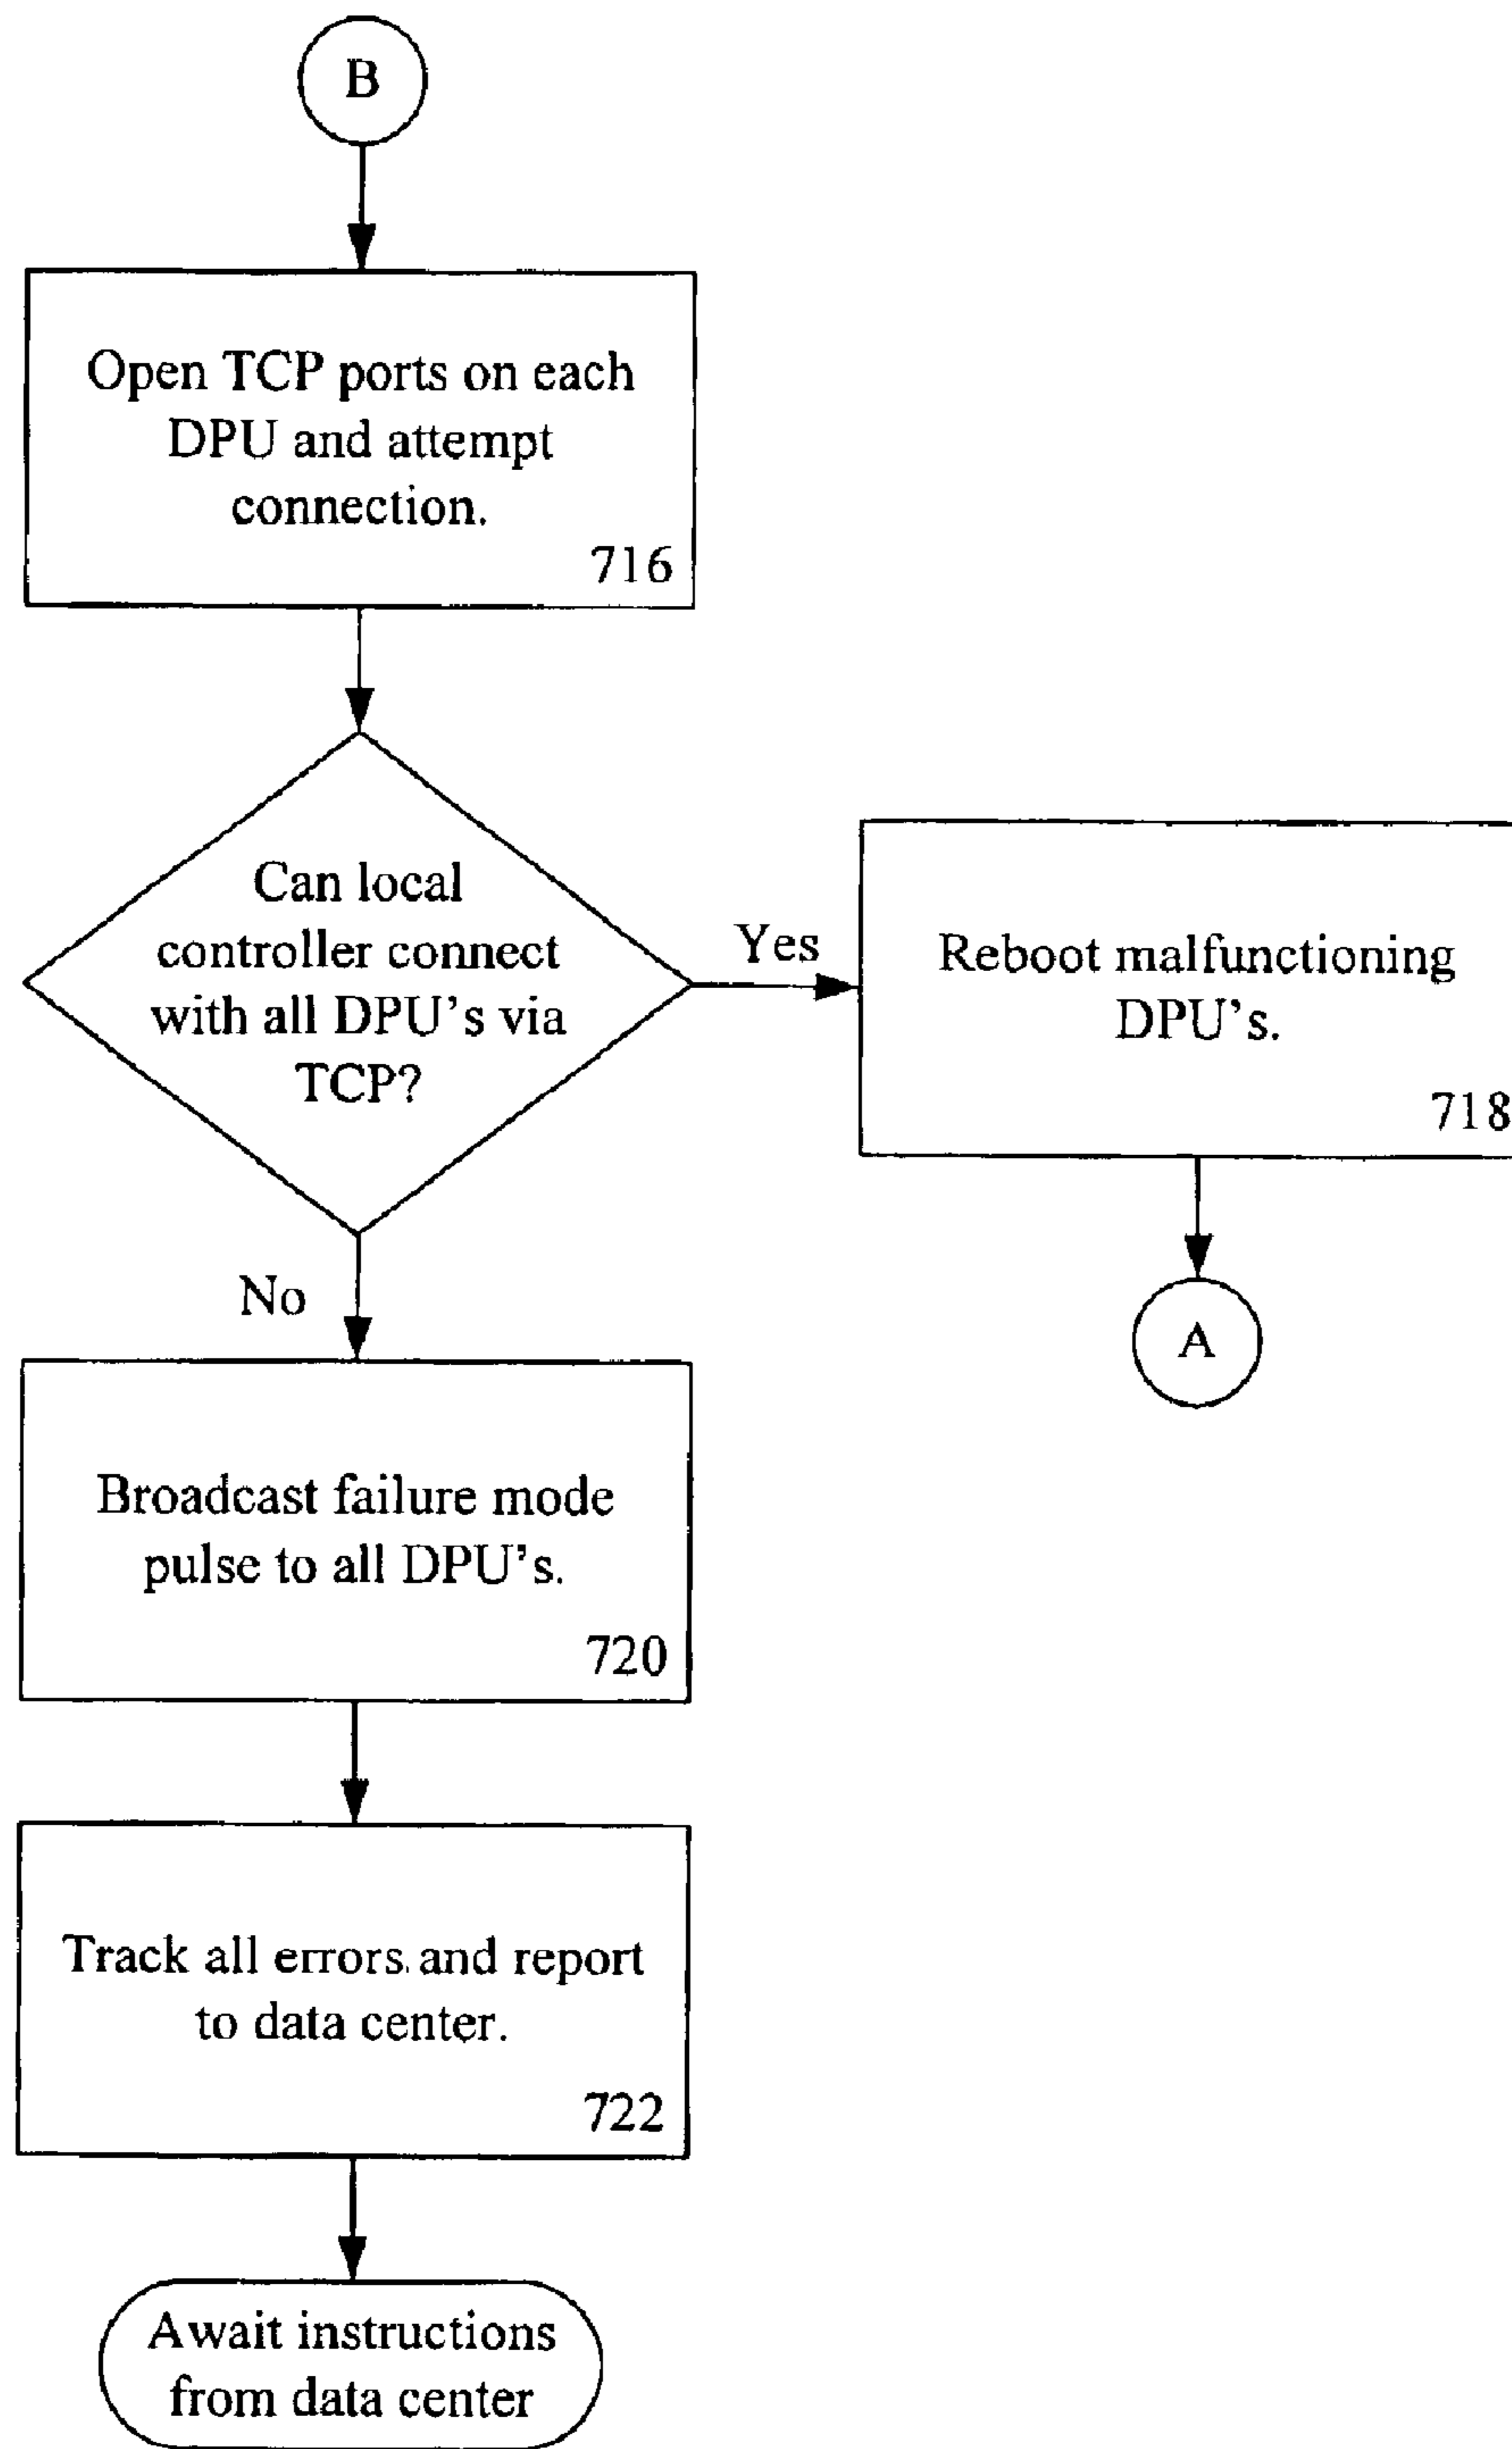 B
Open TCP ports on each
DPU and attempt
connection.
716
Can local
controller connect
with all DPU's via
TCP?
Yes
Reboot malfunctioning
DPU's.
718
A
No
Broadcast failure mode
pulse to all DPU's.
720
Track all errors and report
to data center.
722
Await instructions
from data center